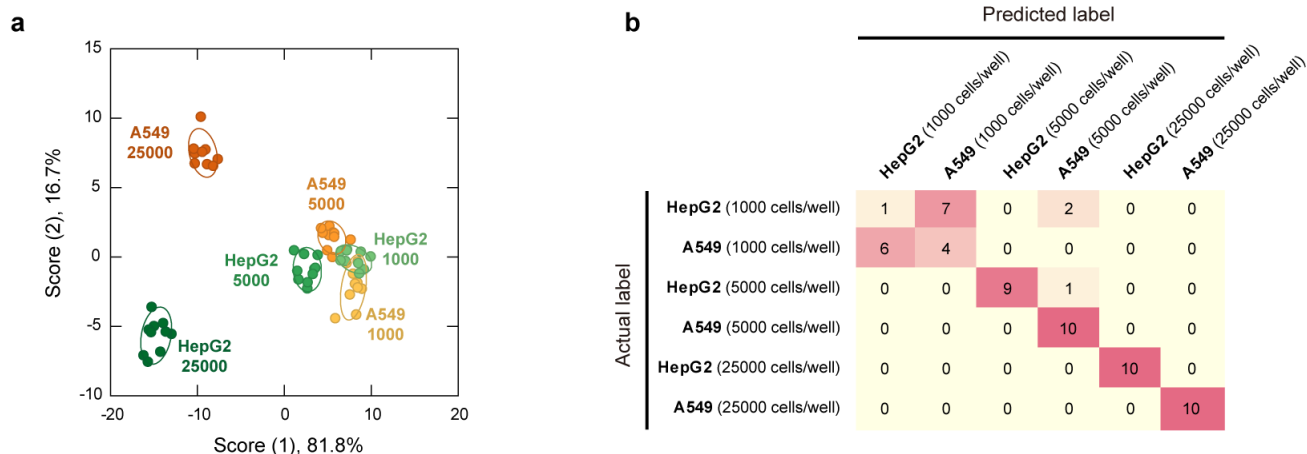 a
15
10
5
0
-5
-10
-20
-10
0
10
20
Score (2), 16.7%
Score (1), 81.8%
A549
25000
A549
5000
HepG2
1000
HepG2
5000
A549
1000
HepG2
25000
b
Predicted label
HepG2 (1000 cells/well)
A549 (1000 cells/well)
HepG2 (5000 cells/well)
A549 (5000 cells/well)
HepG2 (25000 cells/well)
A549 (25000 cells/well)
Actual label
HepG2 (1000 cells/well) 1 7 0 2 0 0
A549 (1000 cells/well) 6 4 0 0 0 0
HepG2 (5000 cells/well) 0 0 9 1 0 0
A549 (5000 cells/well) 0 0 0 10 0 0
HepG2 (25000 cells/well) 0 0 0 0 10 0
A549 (25000 cells/well) 0 0 0 0 0 10